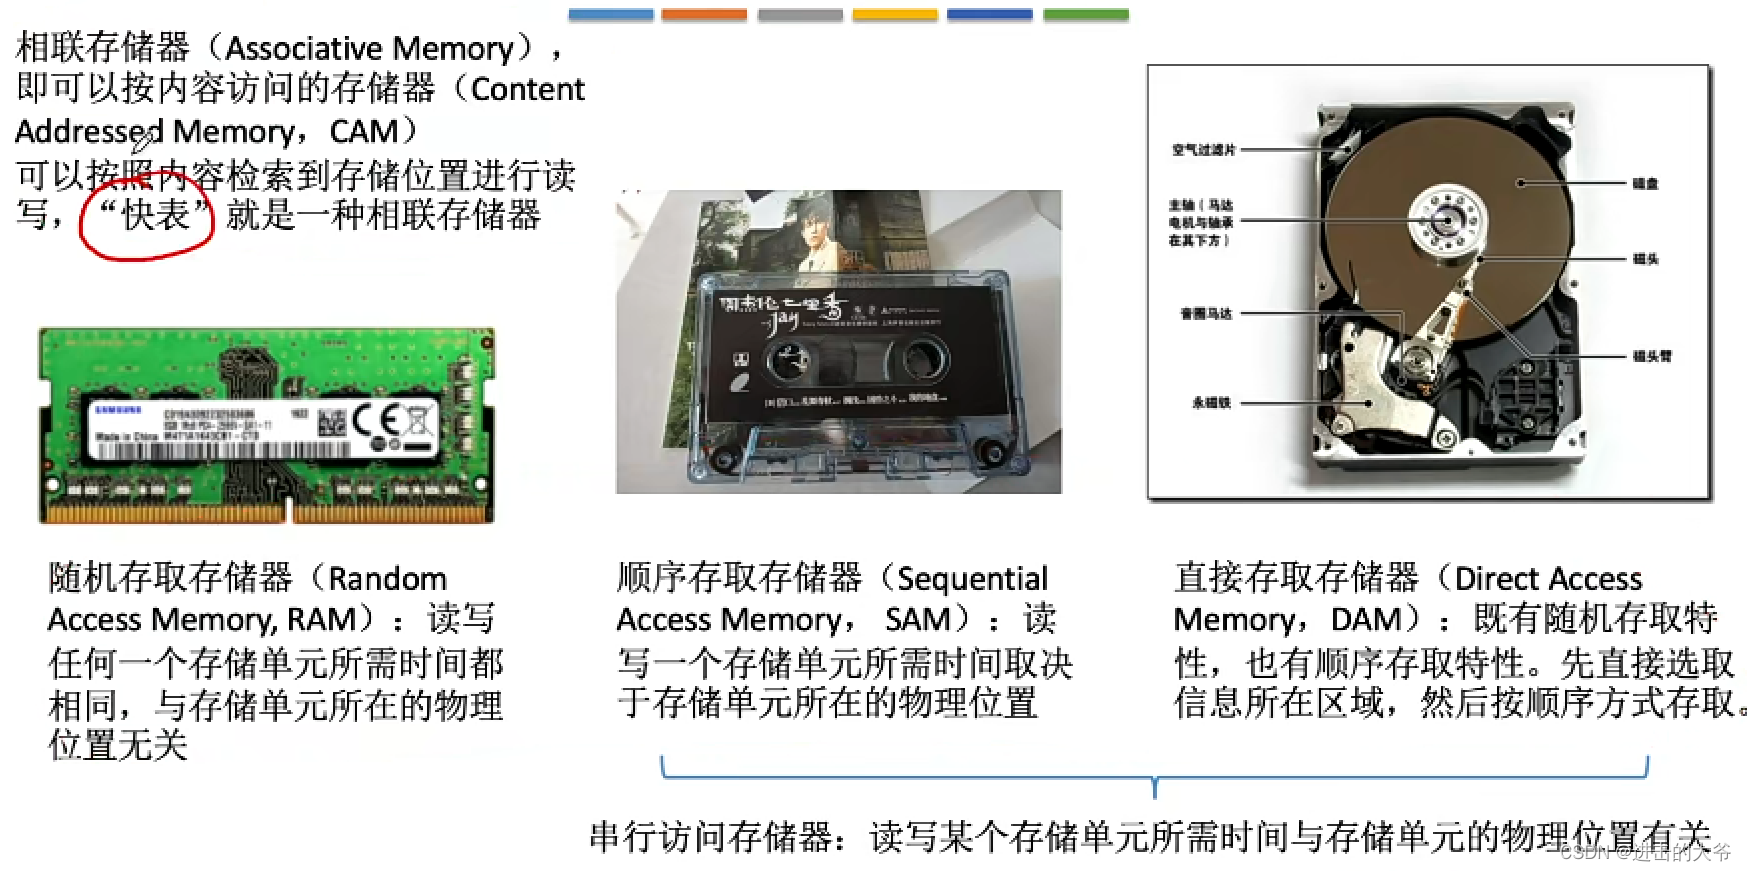 相联存储器（Associative Memory），
即可以按内容访问的存储器（Content
Addressed Memory，CAM）
可以按照内容检索到存储位置进行读
写，“快表”就是一种相联存储器
空气过滤片
主轴（马达
电机与轴承
在其下方）
音圈马达
永磁铁
磁盘
磁头
磁头臂
周杰伦 七里香
Jay
SAMSUNG
Made in China
随机存取存储器（Random
Access Memory, RAM）：读写
任何一个存储单元所需时间都
相同，与存储单元所在的物理
位置无关
顺序存取存储器（Sequential
Access Memory， SAM）：读
写一个存储单元所需时间取决
于存储单元所在的物理位置
直接存取存储器（Direct Access
Memory，DAM）：既有随机存取特
性，也有顺序存取特性。先直接选取
信息所在区域，然后按顺序方式存取。
串行访问存储器：读写某个存储单元所需时间与存储单元的物理位置有关
CSDN @进击的大爷